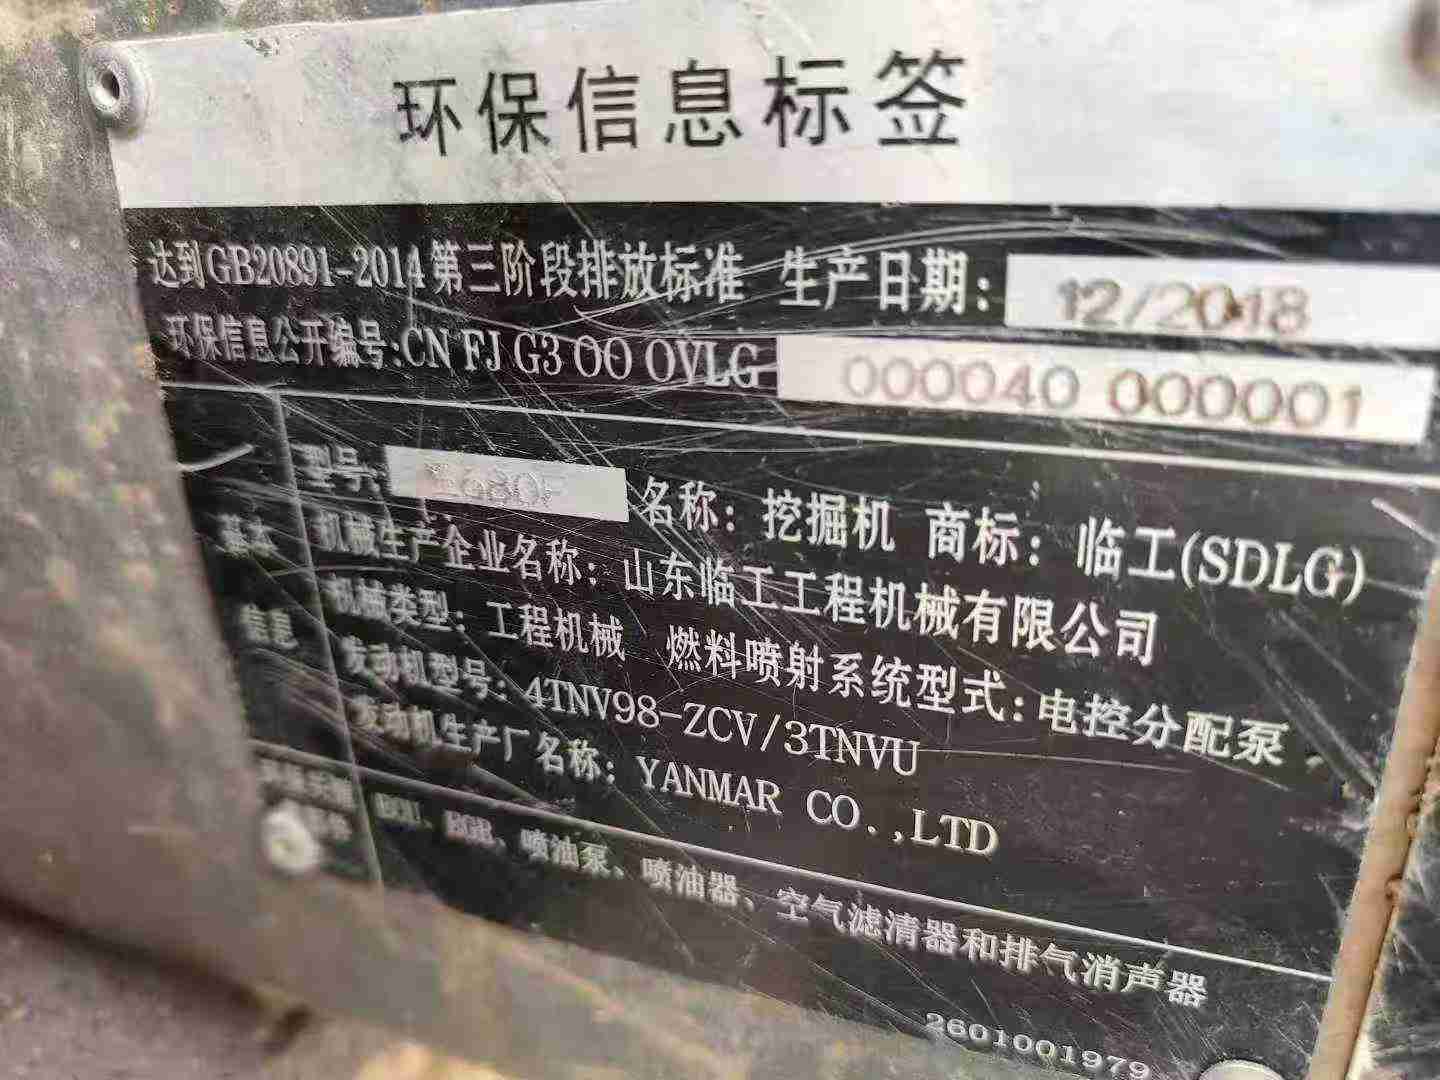 环保信息标签
达到GB20891-2014第三阶段排放标准 生产日期: 12/2018
环保信息公开编号:CN FJ G3 00 0VLG 000040 000001
型号: 名称: 挖掘机 商标: 临工(SDLG)
基本
机械生产企业名称: 山东临工工程机械有限公司
信息
机械类型: 工程机械 燃料喷射系统型式: 电控分配泵
发动机型号: 4TNV98-ZCV/3TNVU
发动机生产厂名称: YANMAR CO.,LTD
喷油泵、喷油器、空气滤清器和排气消声器
2601001979